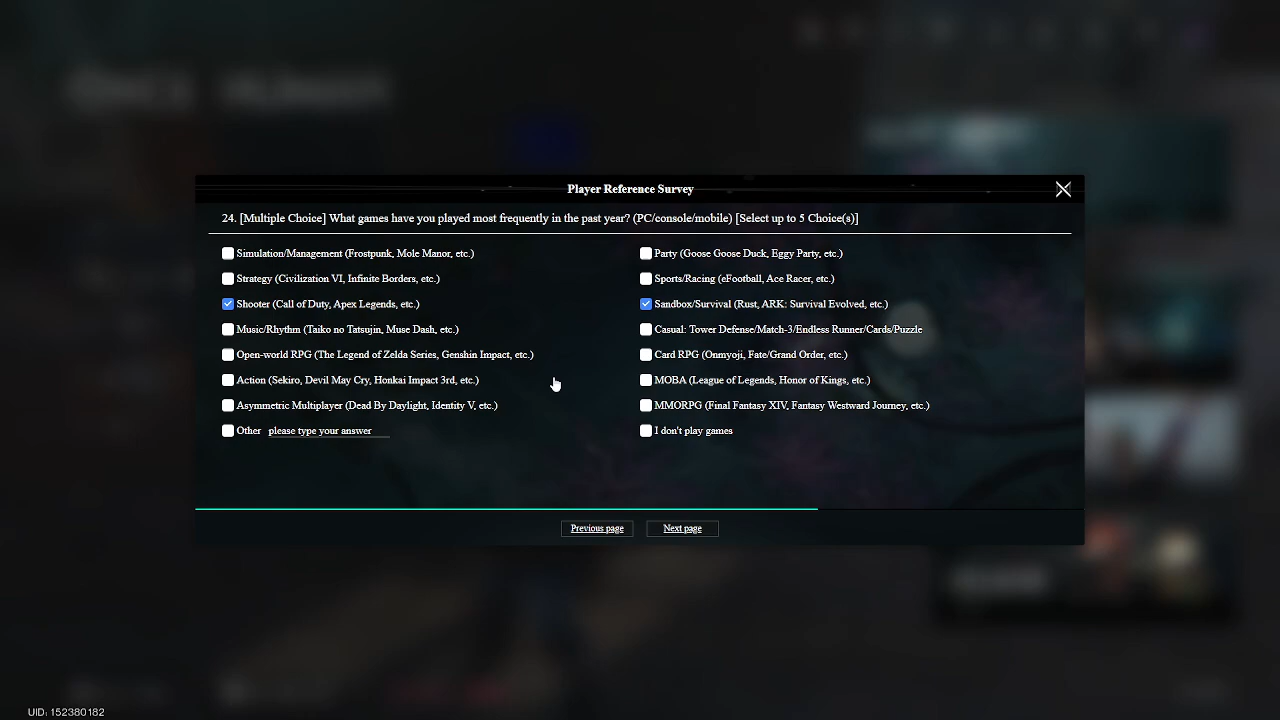 ONCE HUMAN
Player Reference Survey
24. [Multiple Choice] What games have you played most frequently in the past year? (PC/console/mobile) [Select up to 5 Choice(s)]
Simulation/Management (Frostpunk, Mole Manor, etc.)
Party (Goose Goose Duck, Eggy Party, etc.)
Strategy (Civilization VI, Infinite Borders, etc.)
Sports/Racing (eFootball, Ace Racer, etc.)
Shooter (Call of Duty, Apex Legends, etc.)
Sandbox/Survival (Rust, ARK: Survival Evolved, etc.)
Music/Rhythm (Taiko no Tatsujin, Muse Dash, etc.)
Casual: Tower Defense/Match-3/Endless Runner/Cards/Puzzle
Open-world RPG (The Legend of Zelda Series, Genshin Impact, etc.)
Card RPG (Onmyoji, Fate/Grand Order, etc.)
Action (Sekiro, Devil May Cry, Honkai Impact 3rd, etc.)
MOBA (League of Legends, Honor of Kings, etc.)
Asymmetric Multiplayer (Dead By Daylight, Identity V, etc.)
MMORPG (Final Fantasy XIV, Fantasy Westward Journey, etc.)
Other please type your answer
I don't play games
Previous page
Next page
UID: 152380182